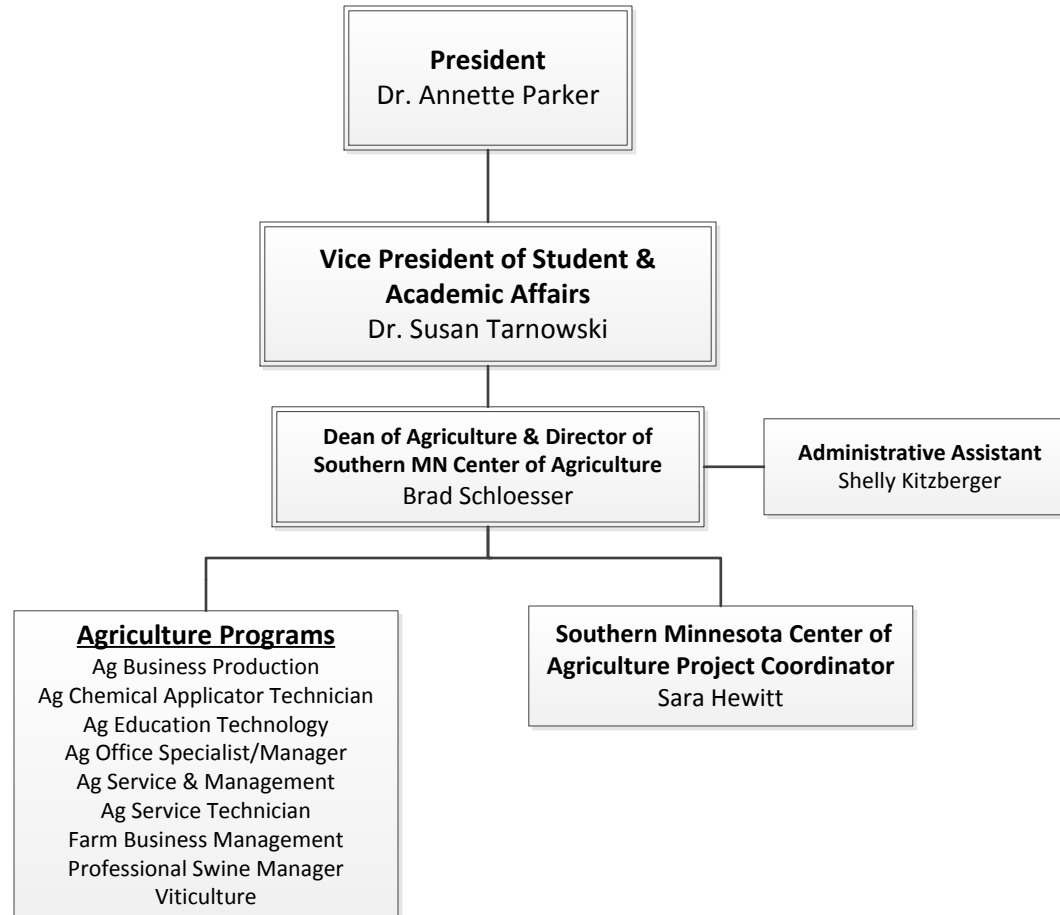 President
Dr. Annette Parker
Vice President of Student &
Academic Affairs
Dr. Susan Tarnowski
Dean of Agriculture & Director of
Southern MN Center of Agriculture
Brad Schloesser
Administrative Assistant
Shelly Kitzberger
Agriculture Programs
Ag Business Production
Ag Chemical Applicator Technician
Ag Education Technology
Ag Office Specialist/Manager
Ag Service & Management
Ag Service Technician
Farm Business Management
Professional Swine Manager
Viticulture
Southern Minnesota Center of
Agriculture Project Coordinator
Sara Hewitt